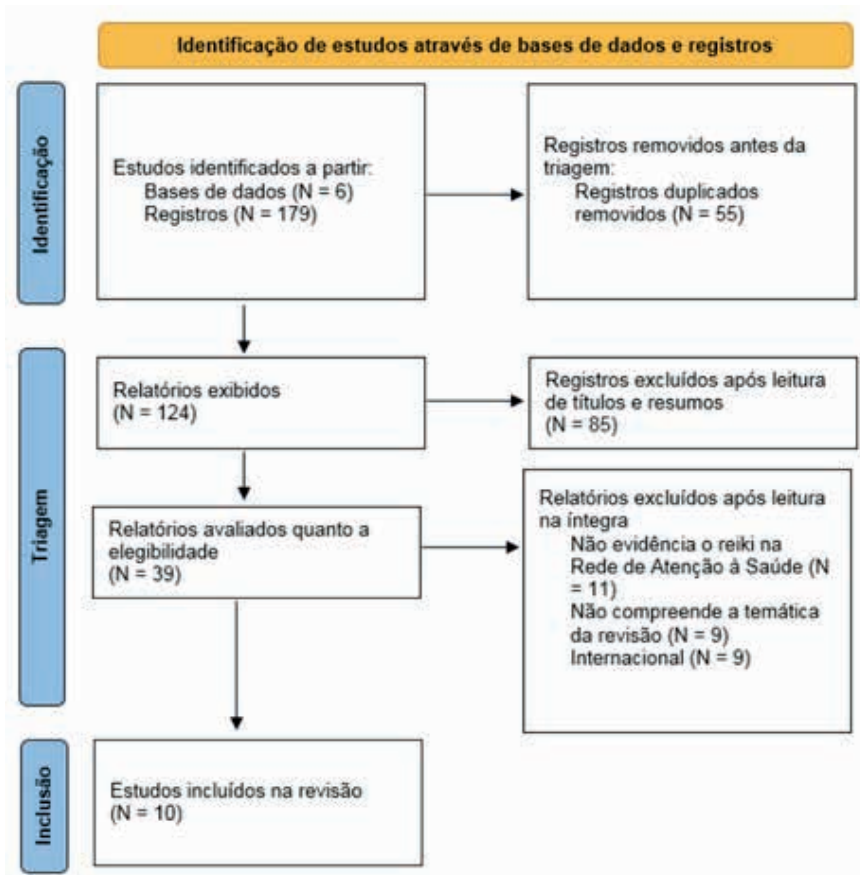 Identificação de estudos através de bases de dados e registros
Identificação
Estudos identificados a partir:
Bases de dados (N = 6)
Registros (N = 179)
Registros removidos antes da
triagem:
Registros duplicados
removidos (N = 55)
Triagem
Relatórios exibidos
(N = 124)
Registros excluídos após leitura
de títulos e resumos
(N = 85)
Relatórios avaliados quanto a
elegibilidade
(N = 39)
Relatórios excluídos após leitura
na íntegra
Não evidência o reiki na
Rede de Atenção à Saúde (N
= 11)
Não compreende a temática
da revisão (N = 9)
Internacional (N = 9)
Inclusão
Estudos incluídos na revisão
(N = 10)